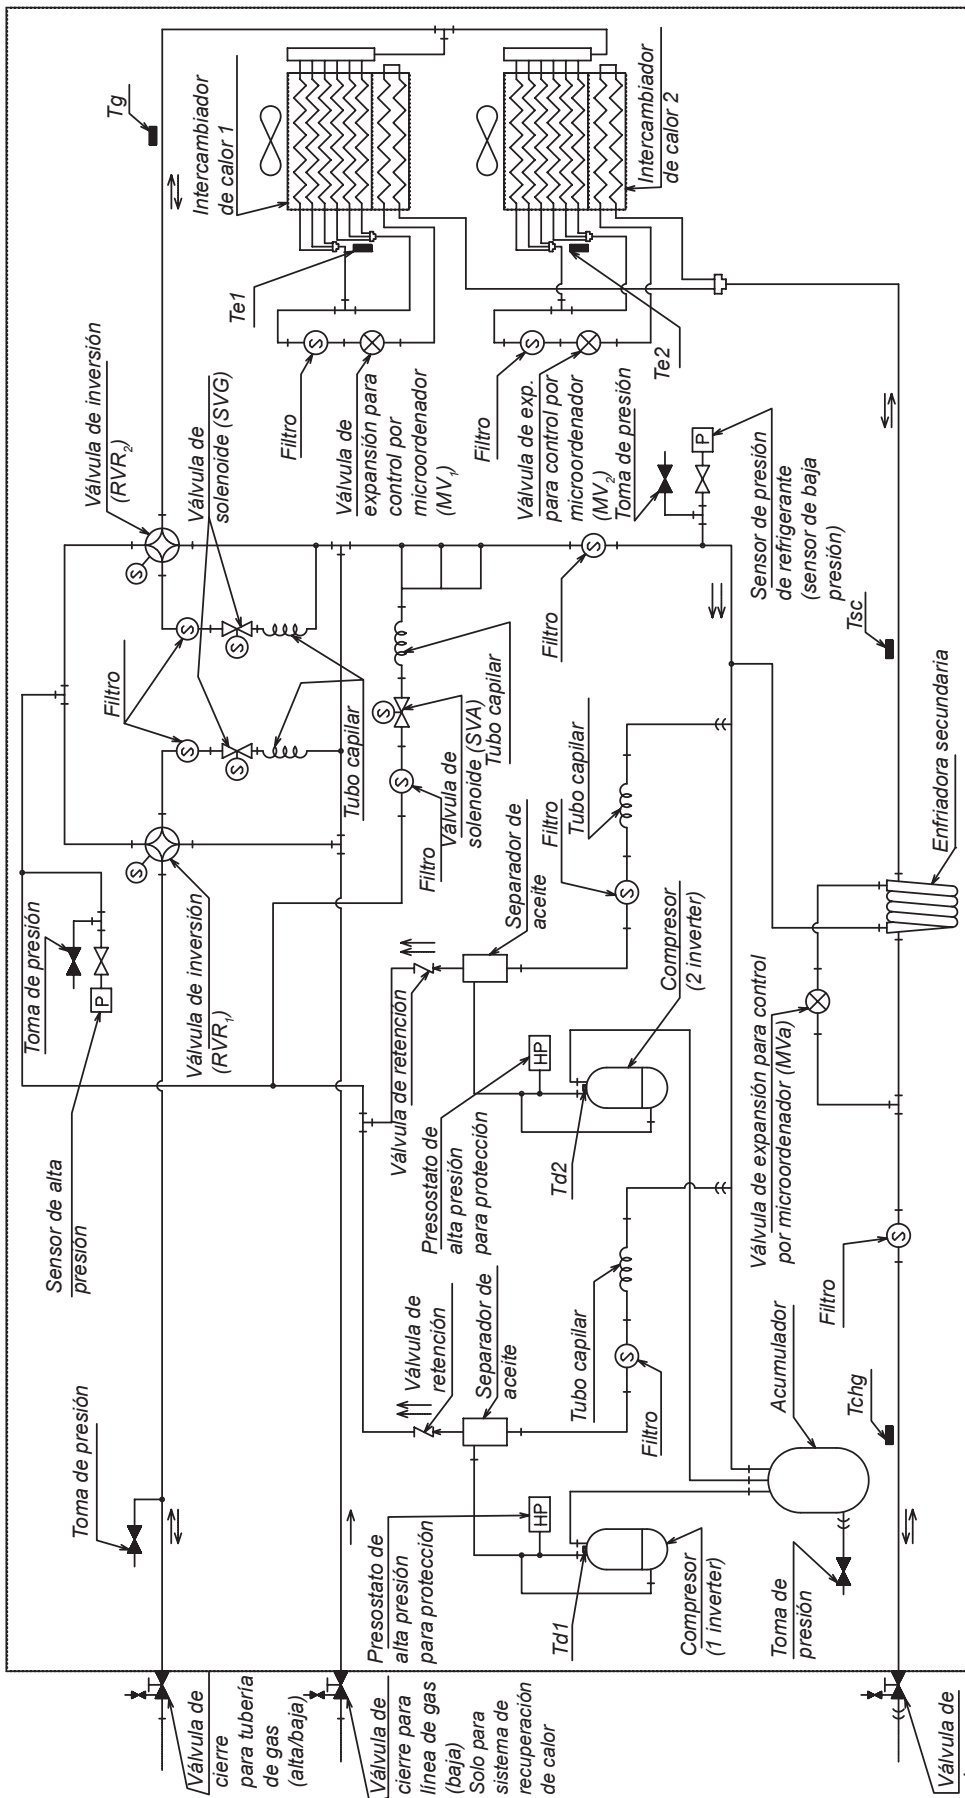 Tg
Intercambiador
de calor 1
Intercambiador
de calor 2
Te1
Te2
Válvula de inversión
(RVR₂)
Válvula de
solenoide (SVG)
Filtro
Válvula de
expansión para
control por
microordenador
(MV₁)
Filtro
Válvula de exp.
para control por
microordenador
(MV₂)
Toma de presión
P
Sensor de presión
de refrigerante
(sensor de baja
presión)
S
S
S
S
S
S
S
S
Filtro
Tubo capilar
S
S
S
S
Filtro
Válvula de
solenoide (SVA)
Tubo capilar
Filtro
Tsc
Toma de presión
P
Sensor de alta
presión
Válvula de inversión
(RVR₁)
Válvula de retención
Separador de
aceite
Filtro
Tubo capilar
S
Presostato de
alta presión
para protección
HP
Td2
Compresor
(2 inverter)
Enfriadora secundaria
Válvula de expansión para control
por microordenador (MVa)
Toma de presión
Válvula de
retención
Separador de
aceite
Tubo capilar
S
Filtro
S
Filtro
Acumulador
Tchg
Presostato de
alta presión
para protección
HP
Td1
Compresor
(1 inverter)
Toma de
presión
Válvula de
cierre
para tubería
de gas
(alta/baja)
Válvula de
cierre para
línea de gas
(baja)
Solo para
sistema de
recuperación
de calor
Válvula de